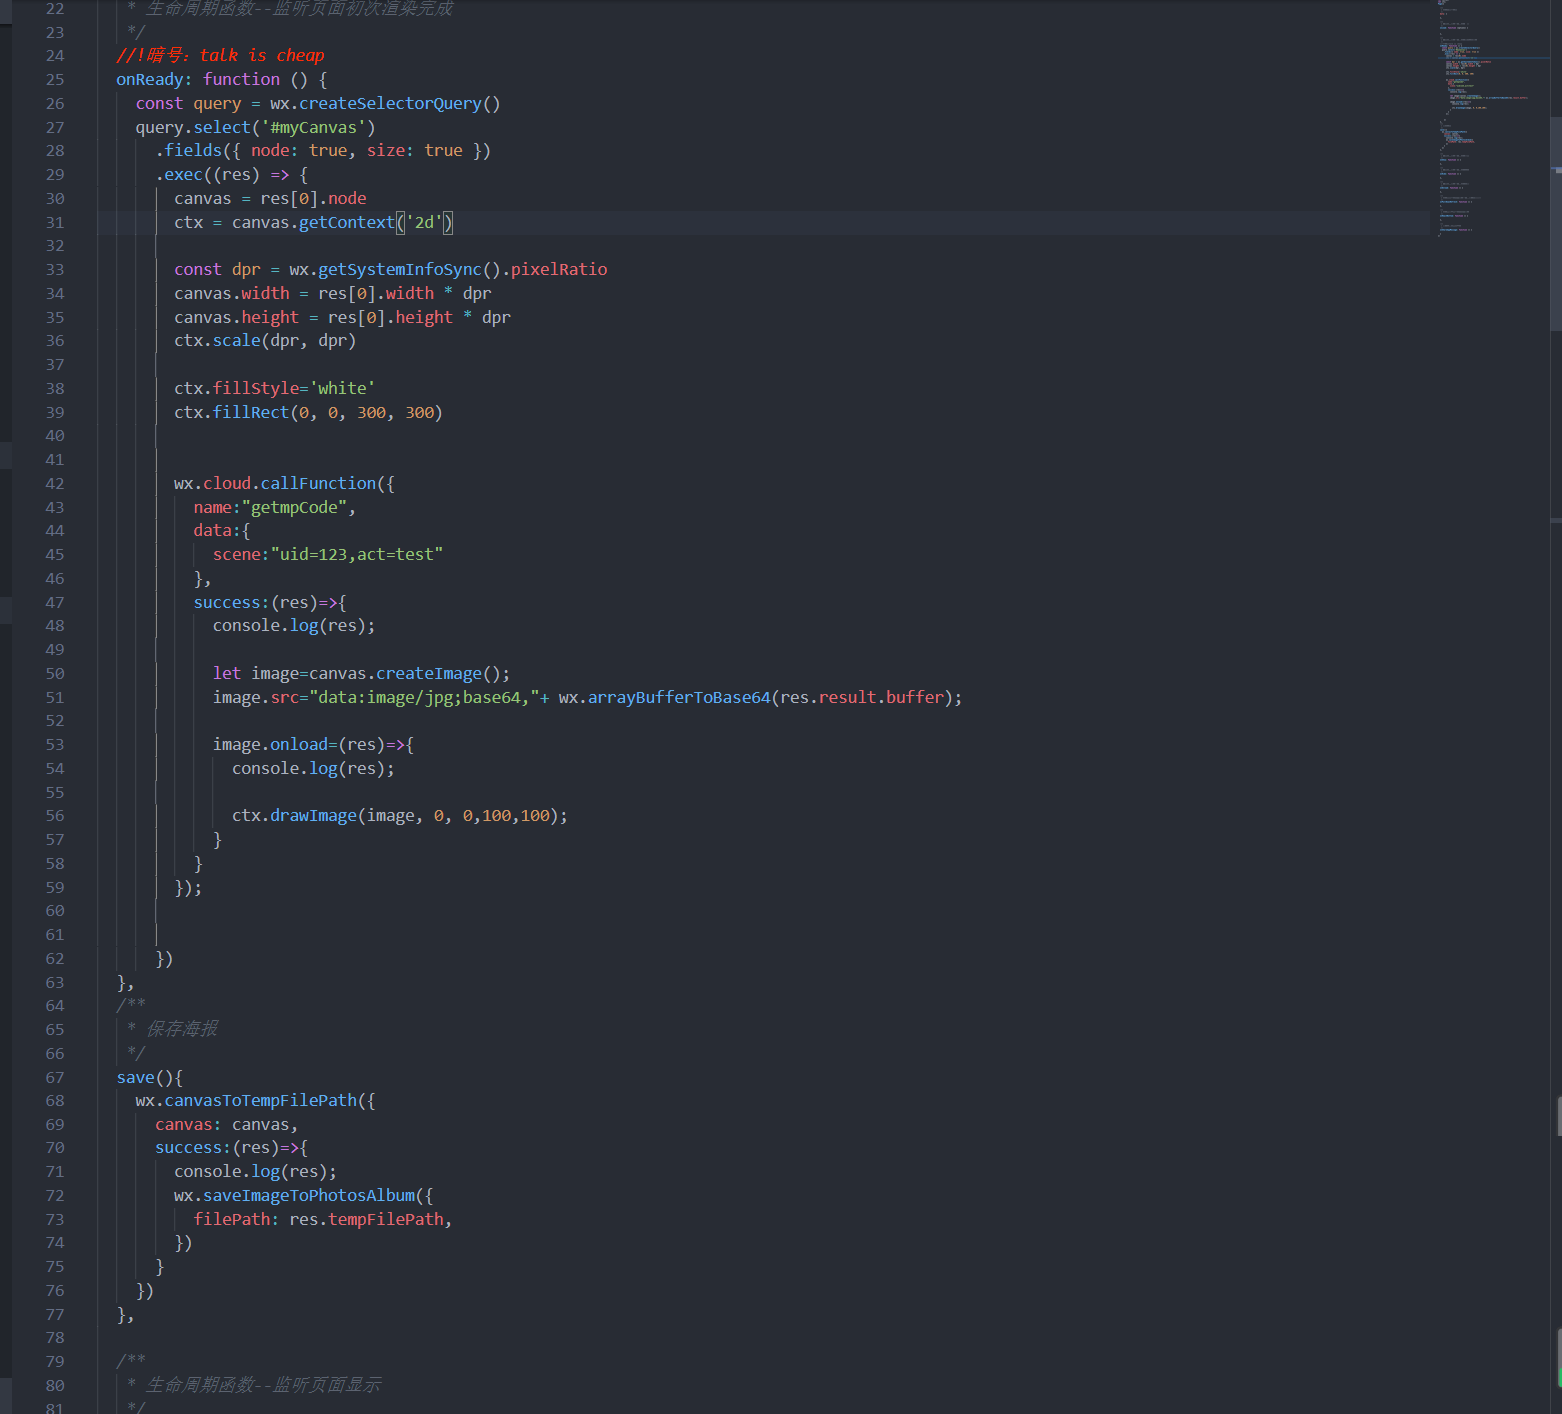 22 * 生命周期函数--监听页面初次渲染完成
23 */
24 //!暗号：talk is cheap
25 onReady: function () {
26 const query = wx.createSelectorQuery()
27 query.select('#myCanvas')
28 .fields({ node: true, size: true })
29 .exec((res) => {
30 canvas = res[0].node
31 ctx = canvas.getContext('2d')
32
33 const dpr = wx.getSystemInfoSync().pixelRatio
34 canvas.width = res[0].width * dpr
35 canvas.height = res[0].height * dpr
36 ctx.scale(dpr, dpr)
37
38 ctx.fillStyle='white'
39 ctx.fillRect(0, 0, 300, 300)
40
41
42 wx.cloud.callFunction({
43 name:"getmpCode",
44 data:{
45 scene:"uid=123,act=test"
46 },
47 success:(res)=>{
48 console.log(res);
49
50 let image=canvas.createImage();
51 image.src="data:image/jpg;base64,"+ wx.arrayBufferToBase64(res.result.buffer);
52
53 image.onload=(res)=>{
54 console.log(res);
55
56 ctx.drawImage(image, 0, 0,100,100);
57 }
58 }
59 });
60
61
62 })
63 },
64 /**
65 * 保存海报
66 */
67 save(){
68 wx.canvasToTempFilePath({
69 canvas: canvas,
70 success:(res)=>{
71 console.log(res);
72 wx.saveImageToPhotosAlbum({
73 filePath: res.tempFilePath,
74 })
75 }
76 })
77 },
78
79 /**
80 * 生命周期函数--监听页面显示
81 */